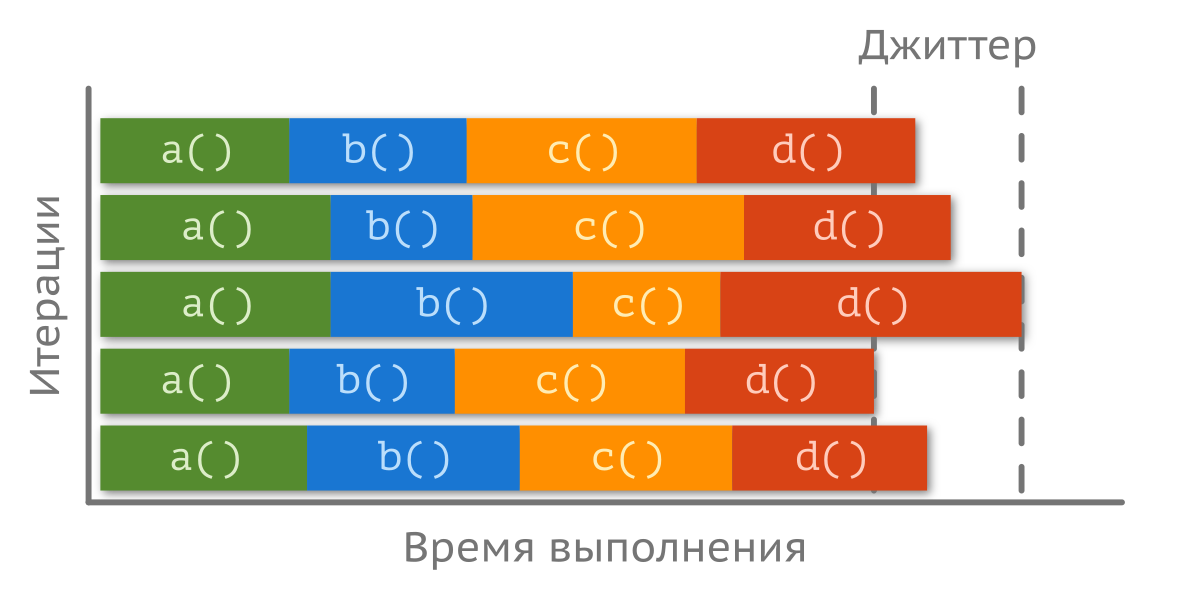 Джиттер
a() b() c() d()
a() b() c() d()
a() b() c() d()
a() b() c() d()
a() b() c() d()
Итерации
Время выполнения